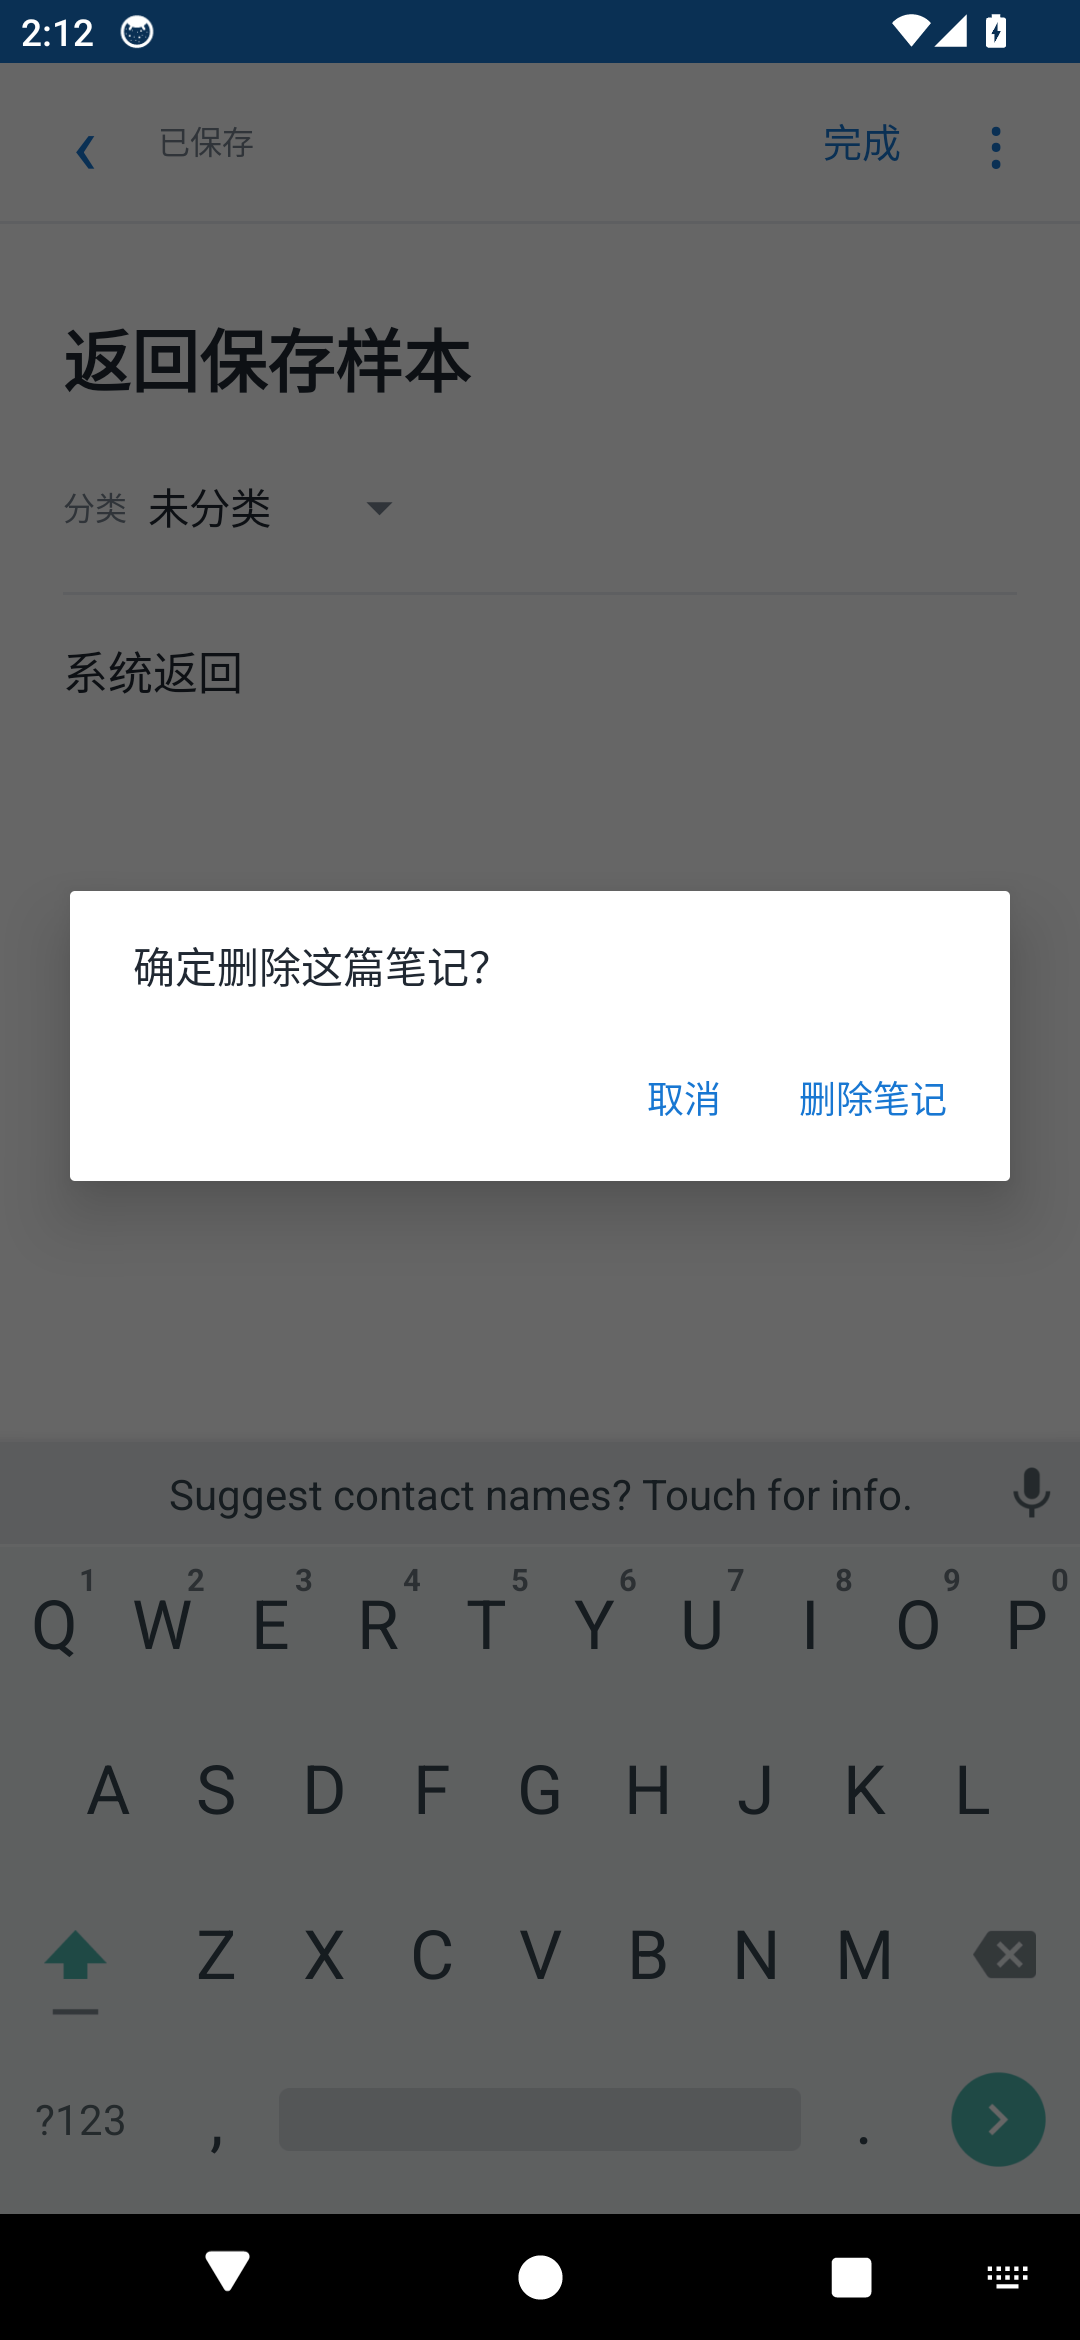 2:12
已保存
完成
返回保存样本
分类 未分类
系统返回
确定删除这篇笔记?
取消 删除笔记
Suggest contact names? Touch for info.
1 2 3 4 5 6 7 8 9 0
Q W E R T Y U I O P
A S D F G H J K L
Z X C V B N M
?123 , .